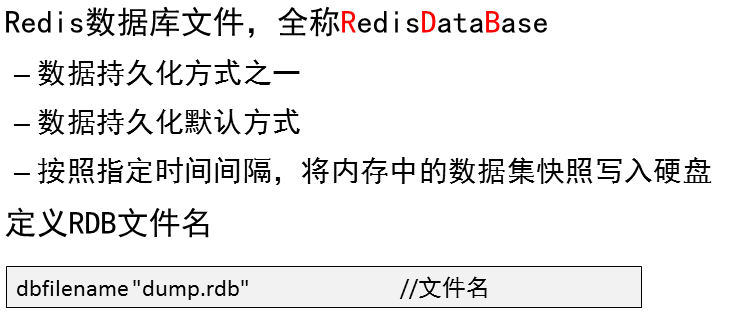 Redis数据库文件，全称RedisDataBase
– 数据持久化方式之一
– 数据持久化默认方式
– 按照指定时间间隔，将内存中的数据集快照写入硬盘
定义RDB文件名
dbfilename "dump.rdb" //文件名